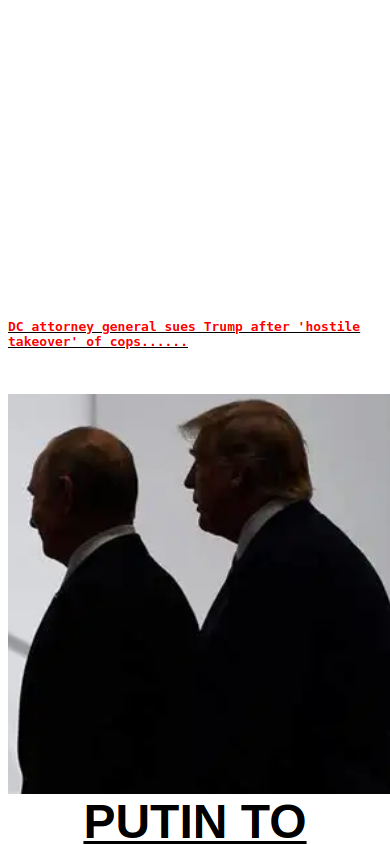 DC attorney general sues Trump after 'hostile
takeover' of cops......
PUTIN TO